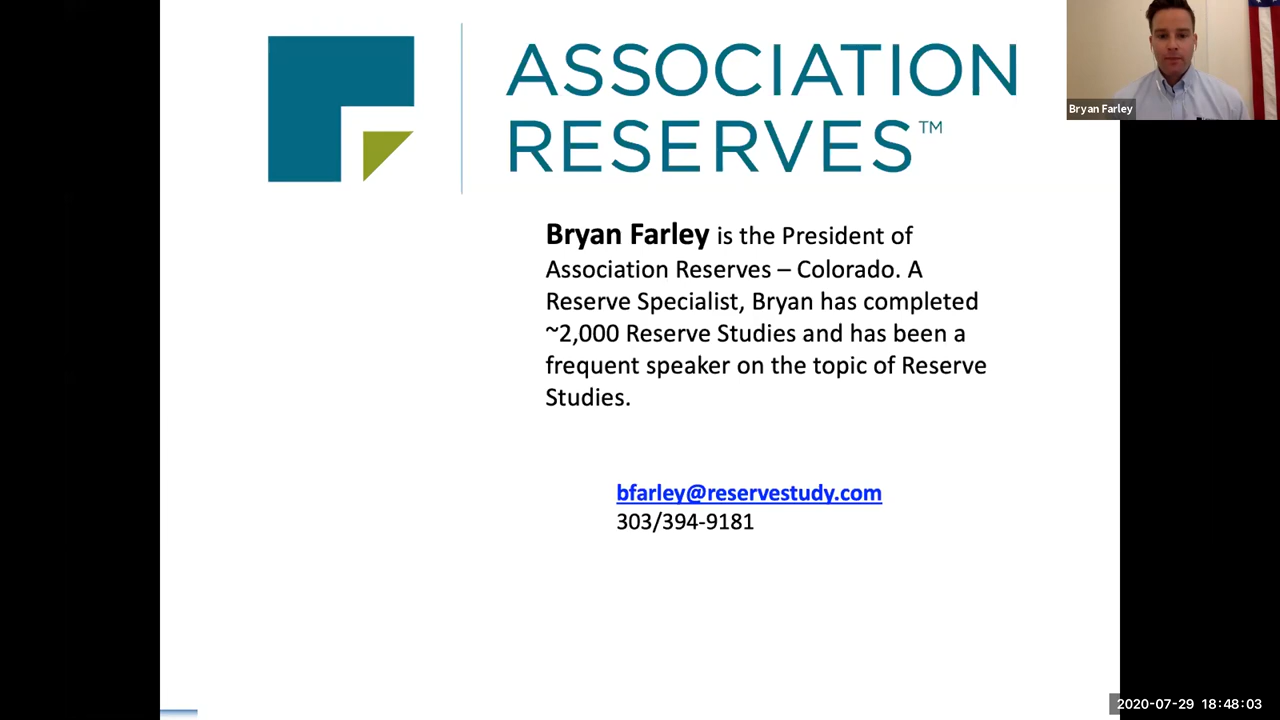 ASSOCIATION
RESERVES™
Bryan Farley
Bryan Farley is the President of
Association Reserves – Colorado. A
Reserve Specialist, Bryan has completed
~2,000 Reserve Studies and has been a
frequent speaker on the topic of Reserve
Studies.
bfarley@reservestudy.com
303/394-9181
2020-07-29 18:48:03